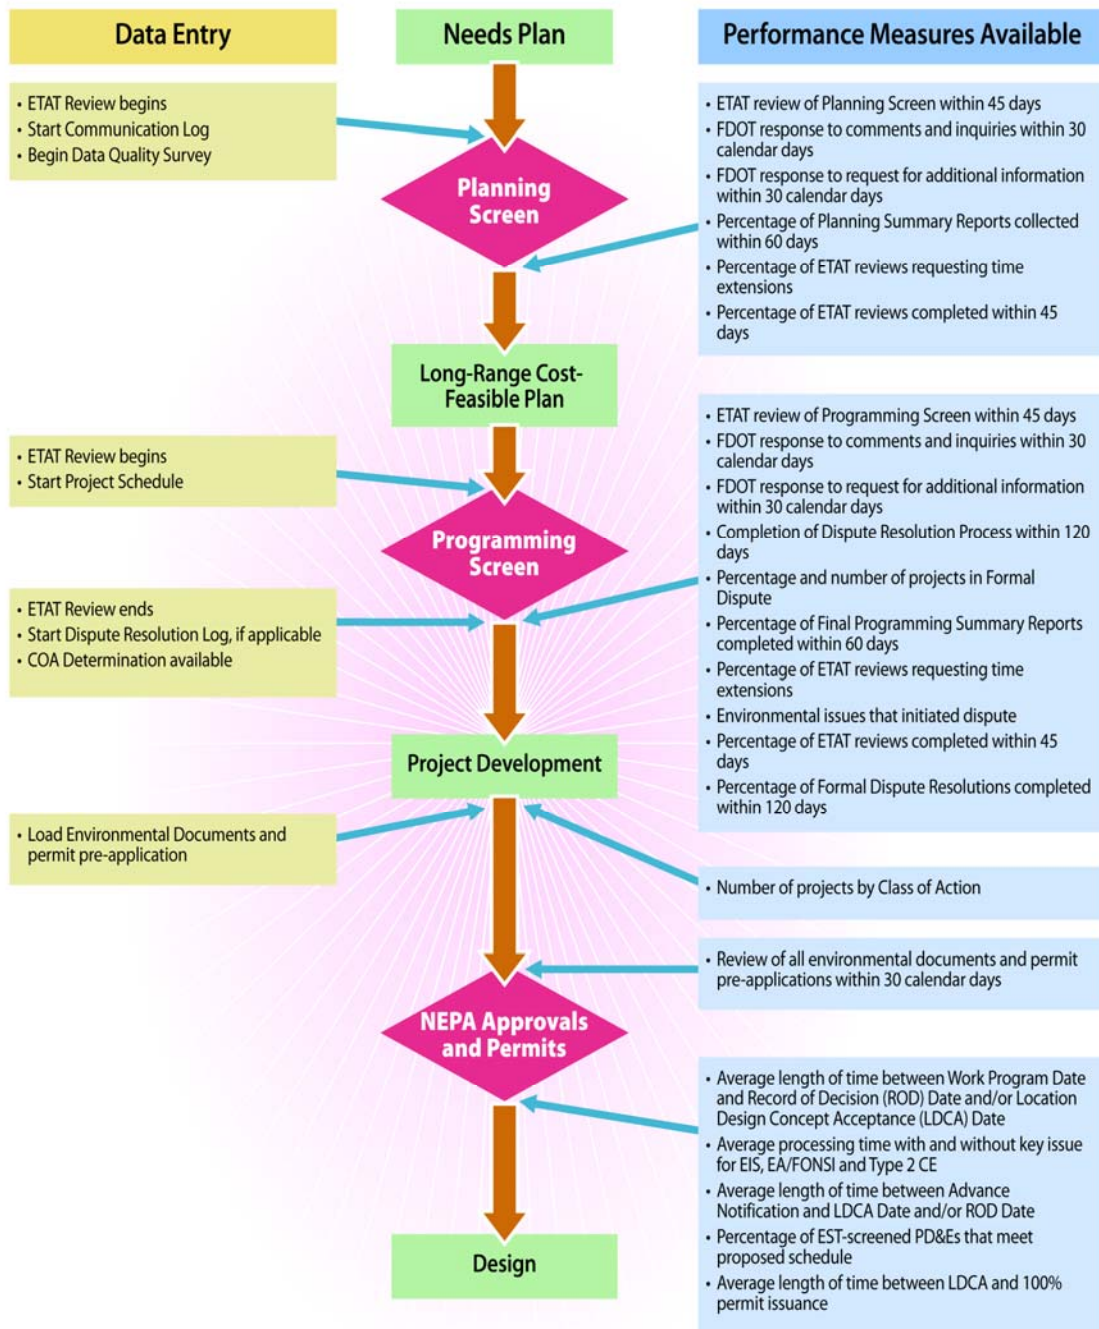 Data Entry
Needs Plan
Performance Measures Available
• ETAT Review begins
• Start Communication Log
• Begin Data Quality Survey
Planning
Screen
• ETAT review of Planning Screen within 45 days
• FDOT response to comments and inquiries within 30
calendar days
• FDOT response to request for additional information
within 30 calendar days
• Percentage of Planning Summary Reports collected
within 60 days
• Percentage of ETAT reviews requesting time
extensions
• Percentage of ETAT reviews completed within 45
days
Long-Range Cost-
Feasible Plan
• ETAT Review begins
• Start Project Schedule
Programming
Screen
• ETAT Review ends
• Start Dispute Resolution Log, if applicable
• COA Determination available
• ETAT review of Programming Screen within 45 days
• FDOT response to comments and inquiries within 30
calendar days
• FDOT response to request for additional information
within 30 calendar days
• Completion of Dispute Resolution Process within 120
days
• Percentage and number of projects in Formal
Dispute
• Percentage of Final Programming Summary Reports
completed within 60 days
• Percentage of ETAT reviews requesting time
extensions
• Environmental issues that initiated dispute
• Percentage of ETAT reviews completed within 45
days
• Percentage of Formal Dispute Resolutions completed
within 120 days
Project Development
• Load Environmental Documents and
permit pre-application
• Number of projects by Class of Action
• Review of all environmental documents and permit
pre-applications within 30 calendar days
NEPA Approvals
and Permits
• Average length of time between Work Program Date
and Record of Decision (ROD) Date and/or Location
Design Concept Acceptance (LDCA) Date
• Average processing time with and without key issue
for EIS, EA/FONSI and Type 2 CE
• Average length of time between Advance
Notification and LDCA Date and/or ROD Date
• Percentage of EST-screened PD&Es that meet
proposed schedule
• Average length of time between LDCA and 100%
permit issuance
Design